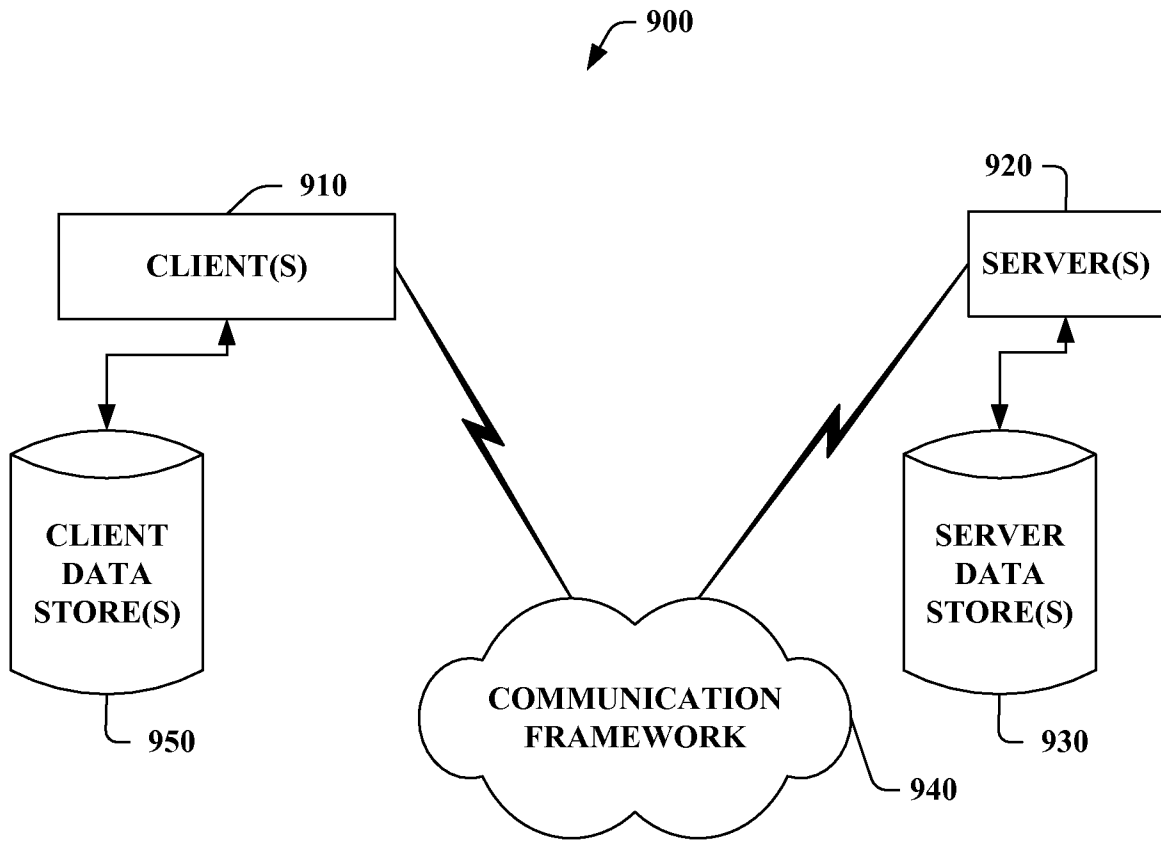 900
910
920
CLIENT(S)
SERVER(S)
CLIENT
DATA
STORE(S)
SERVER
DATA
STORE(S)
COMMUNICATION
FRAMEWORK
950
930
940